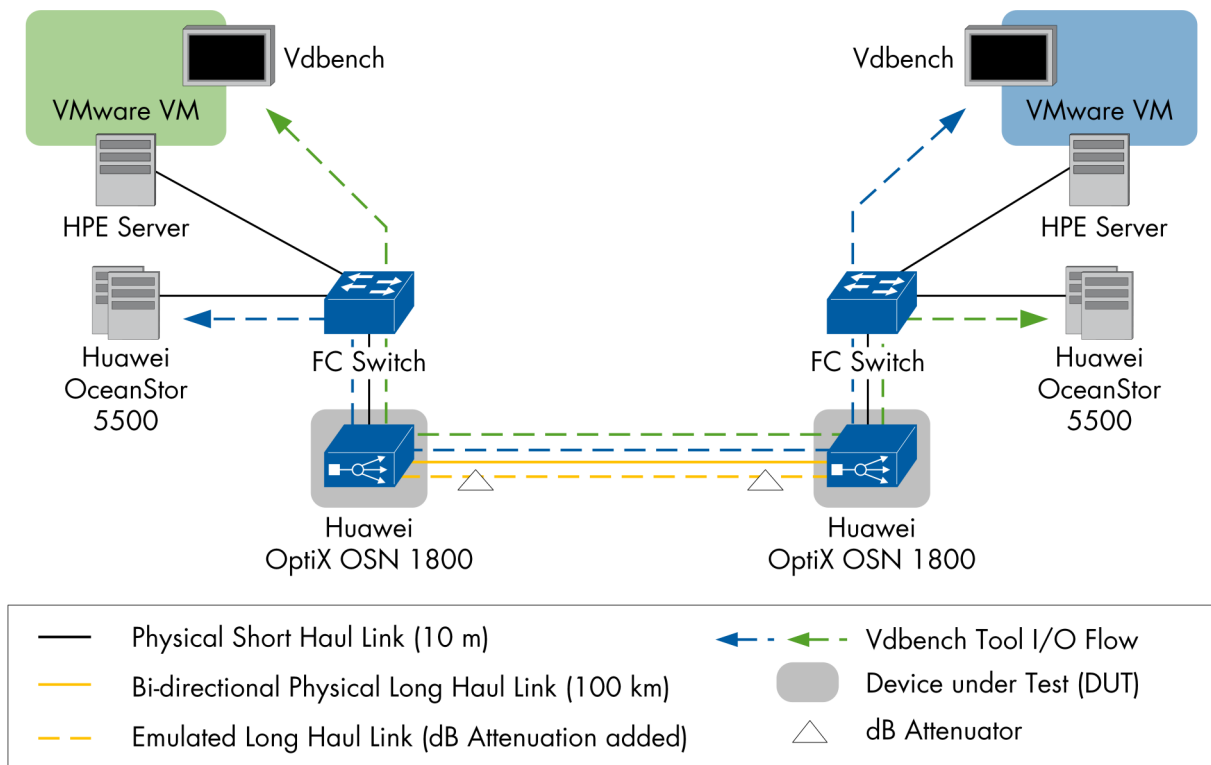 Vdbench
VMware VM
HPE Server
Huawei
OceanStor
5500
FC Switch
Huawei
OptiX OSN 1800
Vdbench
VMware VM
HPE Server
Huawei
OceanStor
5500
FC Switch
Huawei
OptiX OSN 1800
Physical Short Haul Link (10 m)
Bi-directional Physical Long Haul Link (100 km)
Emulated Long Haul Link (dB Attenuation added)
Vdbench Tool I/O Flow
Device under Test (DUT)
dB Attenuator